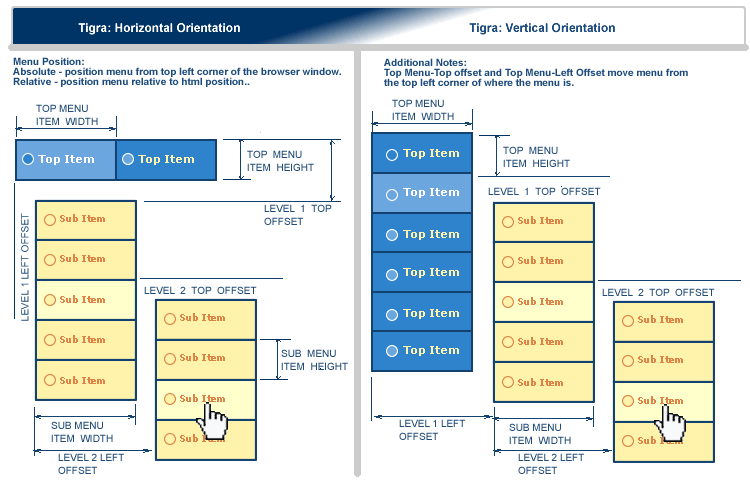 Tigra: Horizontal Orientation
Menu Position:
Absolute - position menu from top left corner of the browser window.
Relative - position menu relative to html position..
TOP MENU
ITEM WIDTH
Top Item
Top Item
TOP MENU
ITEM HEIGHT
LEVEL 1 TOP
OFFSET
LEVEL 1 LEFT OFFSET
Sub Item
Sub Item
Sub Item
Sub Item
Sub Item
LEVEL 2 TOP OFFSET
Sub Item
Sub Item
Sub Item
Sub Item
SUB MENU
ITEM HEIGHT
SUB MENU
ITEM WIDTH
LEVEL 2 LEFT
OFFSET
Tigra: Vertical Orientation
Additional Notes:
Top Menu-Top offset and Top Menu-Left Offset move menu from
the top left corner of where the menu is.
TOP MENU
ITEM WIDTH
Top Item
Top Item
Top Item
Top Item
Top Item
Top Item
TOP MENU
ITEM HEIGHT
LEVEL 1 TOP OFFSET
Sub Item
Sub Item
Sub Item
Sub Item
Sub Item
LEVEL 2 TOP OFFSET
Sub Item
Sub Item
Sub Item
Sub Item
LEVEL 1 LEFT
OFFSET
SUB MENU
ITEM WIDTH
LEVEL 2 LEFT
OFFSET